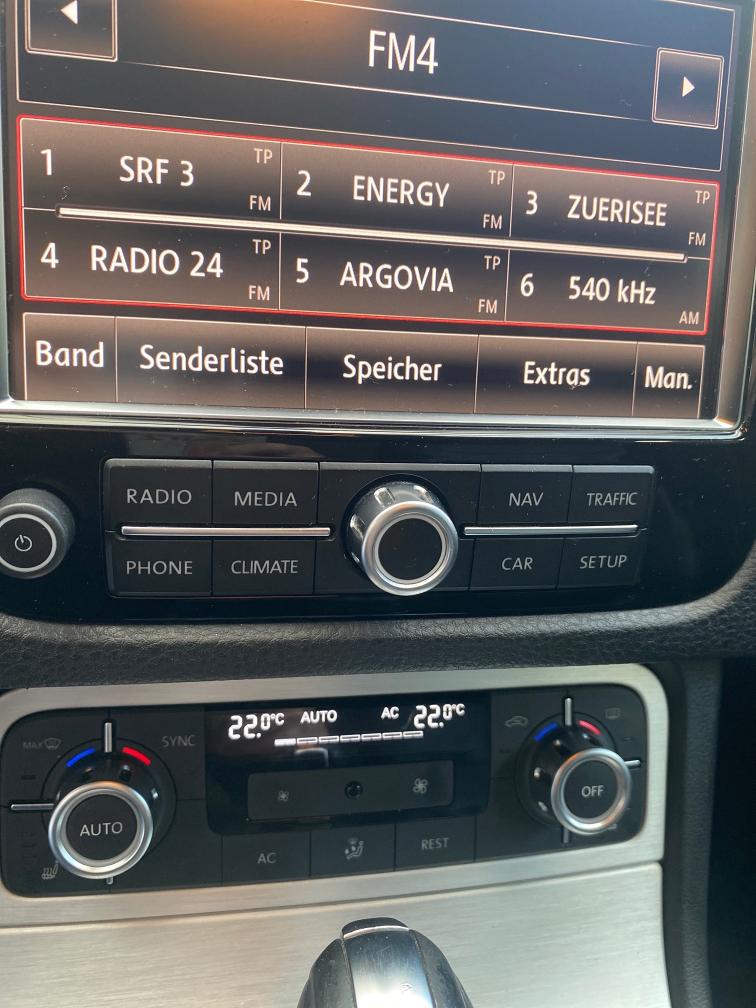 FM4
1 SRF 3 TP FM
2 ENERGY TP FM
3 ZUERISEE TP FM
4 RADIO 24 TP FM
5 ARGOVIA TP FM
6 540 kHz AM
Band Senderliste Speicher Extras Man.
RADIO MEDIA NAV TRAFFIC
PHONE CLIMATE CAR SETUP
22.0°C AUTO AC 22.0°C
MAX SYNC
AUTO OFF
AC REST